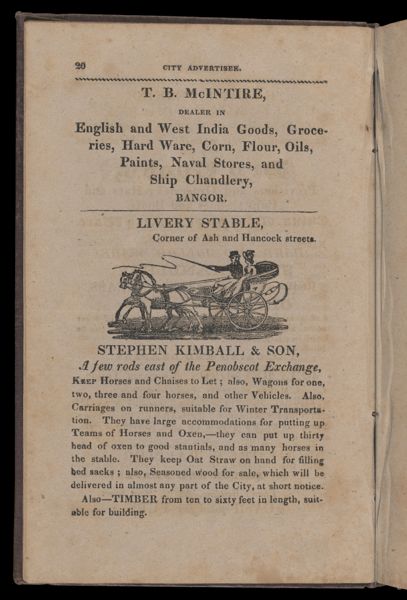 20 CITY ADVERTISER.
T. B. McINTIRE,
DEALER IN
English and West India Goods, Groce-
ries, Hard Ware, Corn, Flour, Oils,
Paints, Naval Stores, and
Ship Chandlery,
BANGOR.
LIVERY STABLE,
Corner of Ash and Hancock streets.
STEPHEN KIMBALL & SON,
A few rods east of the Penobscot Exchange,
KEEP Horses and Chaises to Let ; also, Wagons for one,
two, three and four horses, and other Vehicles. Also,
Carriages on runners, suitable for Winter Transporta-
tion. They have large accommodations for putting up
Teams of Horses and Oxen,—they can put up thirty
head of oxen to good stantials, and as many horses in
the stable. They keep Oat Straw on hand for filling
bed sacks ; also, Seasoned Wood for sale, which will be
delivered in almost any part of the City, at short notice.
Also—TIMBER from ten to sixty feet in length, suit-
able for building.